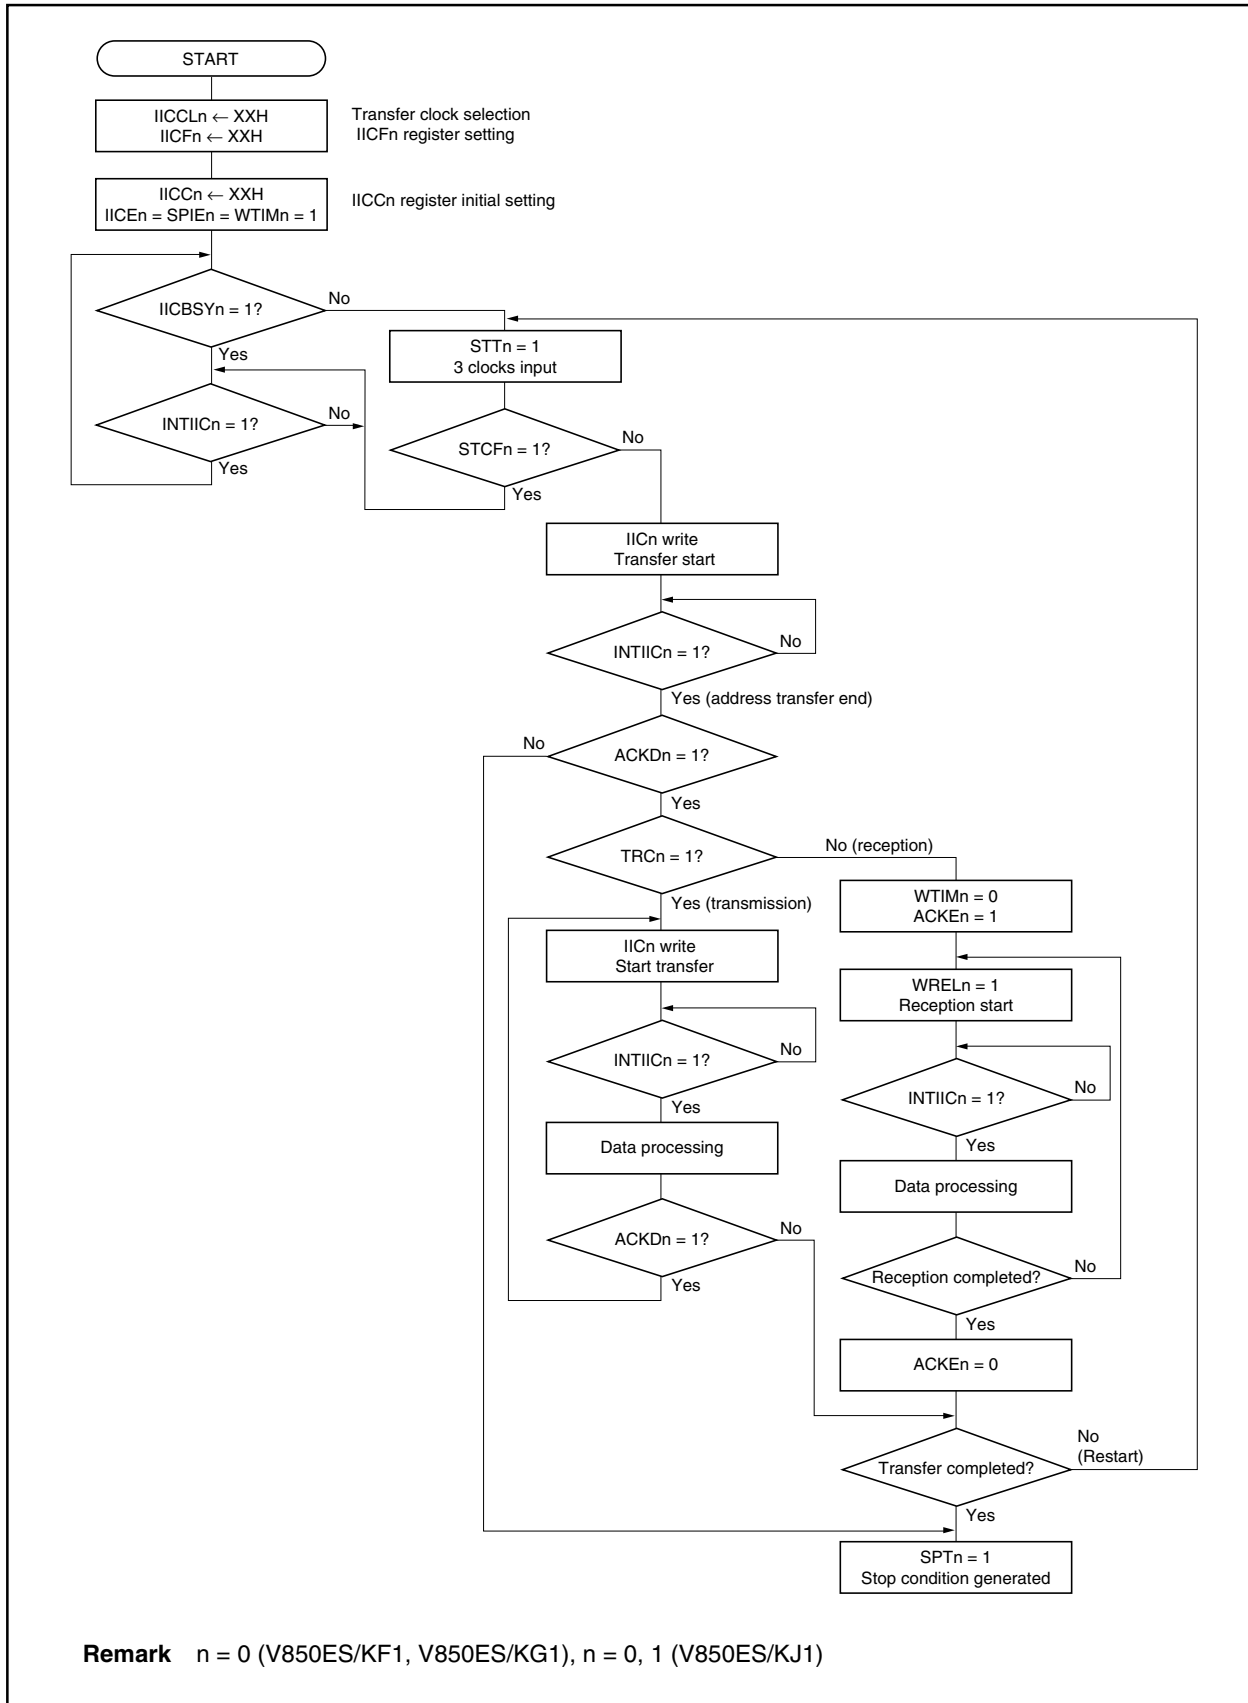 START
IICCLn ← XXH
IICFn ← XXH
Transfer clock selection
IICFn register setting
IICCn ← XXH
IICEn = SPIEn = WTIMn = 1
IICCn register initial setting
IICBSYn = 1?
No
Yes
STTn = 1
3 clocks input
INTIICn = 1?
No
Yes
STCFn = 1?
No
Yes
IICn write
Transfer start
INTIICn = 1?
No
Yes (address transfer end)
ACKDn = 1?
No
Yes
TRCn = 1?
No (reception)
Yes (transmission)
WTIMn = 0
ACKEn = 1
IICn write
Start transfer
WRELn = 1
Reception start
INTIICn = 1?
No
Yes
INTIICn = 1?
No
Yes
Data processing
Data processing
ACKDn = 1?
No
Yes
Reception completed?
No
Yes
ACKEn = 0
Transfer completed?
No
(Restart)
Yes
SPTn = 1
Stop condition generated
Remark n = 0 (V850ES/KF1, V850ES/KG1), n = 0, 1 (V850ES/KJ1)